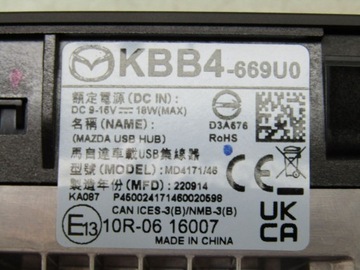 KBB4-669U0
額定電源 (DC IN):
DC 9-16V ⎓ 18W(MAX)
名稱 (NAME):
(MAZDA USB HUB)
D3A676
RoHS
馬自達車載USB集線器
型號 (MODEL): MD4171/46
製造年份 (MFD): 220914
KA087 P450024171460020598
CAN ICES-3(B)/NMB-3(B)
E13 10R-06 16007
MADE IN CHINA
UK
CA